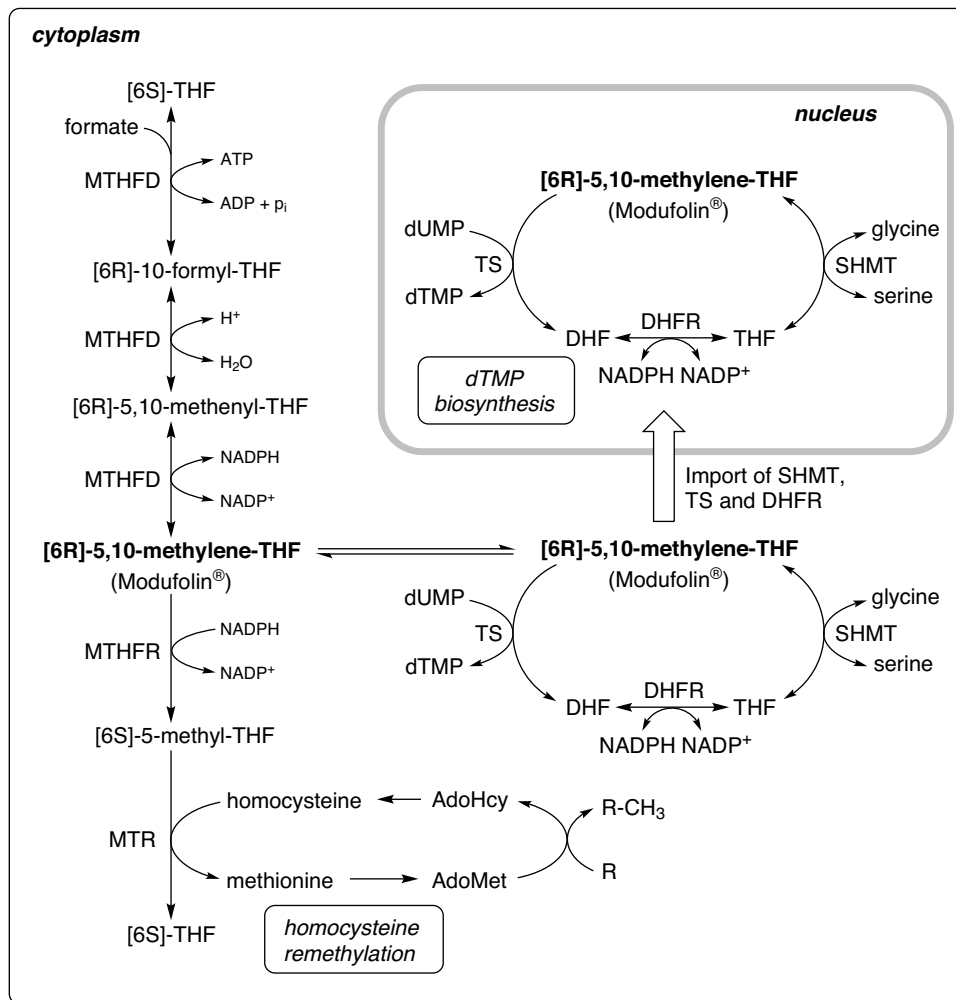 cytoplasm
[6S]-THF
formate
MTHFD
ATP
ADP + pi
[6R]-10-formyl-THF
MTHFD
H⁺
H₂O
[6R]-5,10-methenyl-THF
MTHFD
NADPH
NADP⁺
[6R]-5,10-methylene-THF
(Modufolin®)
MTHFR
NADPH
NADP⁺
[6S]-5-methyl-THF
MTR
homocysteine
AdoHcy
R-CH₃
methionine
AdoMet
R
[6S]-THF
homocysteine
remethylation
nucleus
[6R]-5,10-methylene-THF
(Modufolin®)
dUMP
TS
dTMP
glycine
SHMT
serine
DHF
DHFR
THF
NADPH NADP⁺
dTMP
biosynthesis
Import of SHMT,
TS and DHFR
[6R]-5,10-methylene-THF
(Modufolin®)
dUMP
TS
dTMP
glycine
SHMT
serine
DHF
DHFR
THF
NADPH NADP⁺